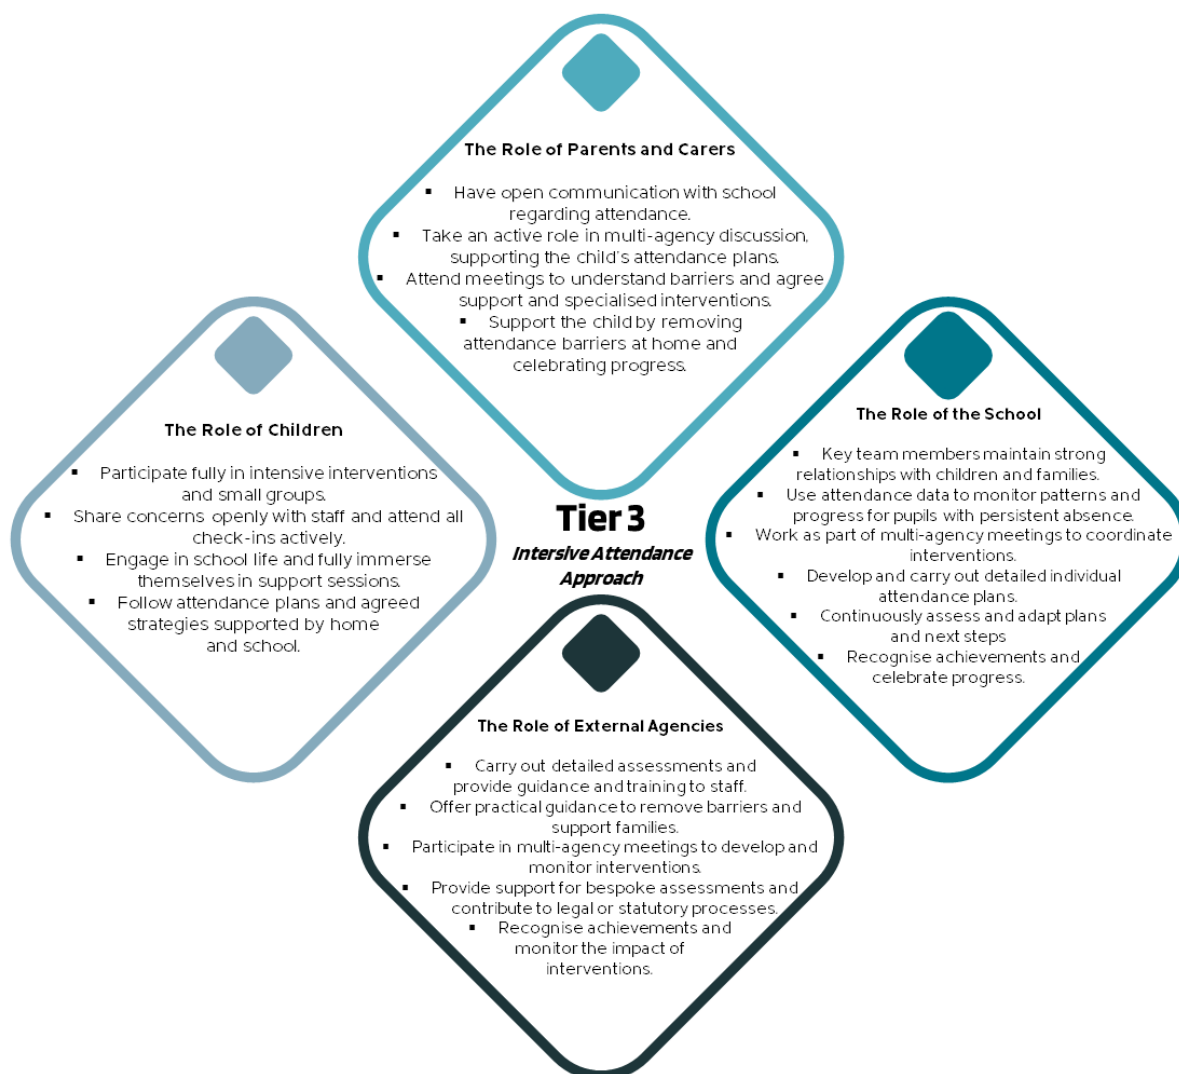 The Role of Parents and Carers
▪ Have open communication with school
regarding attendance.
▪ Take an active role in multi-agency discussion,
supporting the child's attendance plans.
▪ Attend meetings to understand barriers and agree
support and specialised interventions.
▪ Support the child by removing
attendance barriers at home and
celebrating progress.
The Role of Children
▪ Participate fully in intensive interventions
and small groups.
▪ Share concerns openly with staff and attend all
check-ins actively.
▪ Engage in school life and fully immerse
themselves in support sessions.
▪ Follow attendance plans and agreed
strategies supported by home
and school.
Tier 3
Intersive Attendance
Approach
The Role of the School
▪ Key team members maintain strong
relationships with children and families.
▪ Use attendance data to monitor patterns and
progress for pupils with persistent absence.
▪ Work as part of multi-agency meetings to coordinate
interventions.
▪ Develop and carry out detailed individual
attendance plans.
▪ Continuously assess and adapt plans
and next steps
▪ Recognise achievements and
celebrate progress.
The Role of External Agencies
▪ Carry out detailed assessments and
provide guidance and training to staff.
▪ Offer practical guidance to remove barriers and
support families.
▪ Participate in multi-agency meetings to develop and
monitor interventions.
▪ Provide support for bespoke assessments and
contribute to legal or statutory processes.
▪ Recognise achievements and
monitor the impact of
interventions.